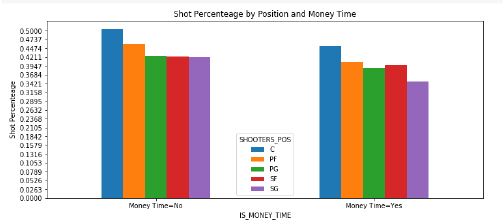 Shot Percenteage by Position and Money Time
Shot Percenteage
0.5000
0.4737
0.4474
0.4211
0.3947
0.3684
0.3421
0.3158
0.2895
0.2632
0.2368
0.2105
0.1842
0.1579
0.1316
0.1053
0.0789
0.0526
0.0263
0.0000
SHOOTERS_POS
C
PF
PG
SF
SG
Money Time=No
Money Time=Yes
IS_MONEY_TIME